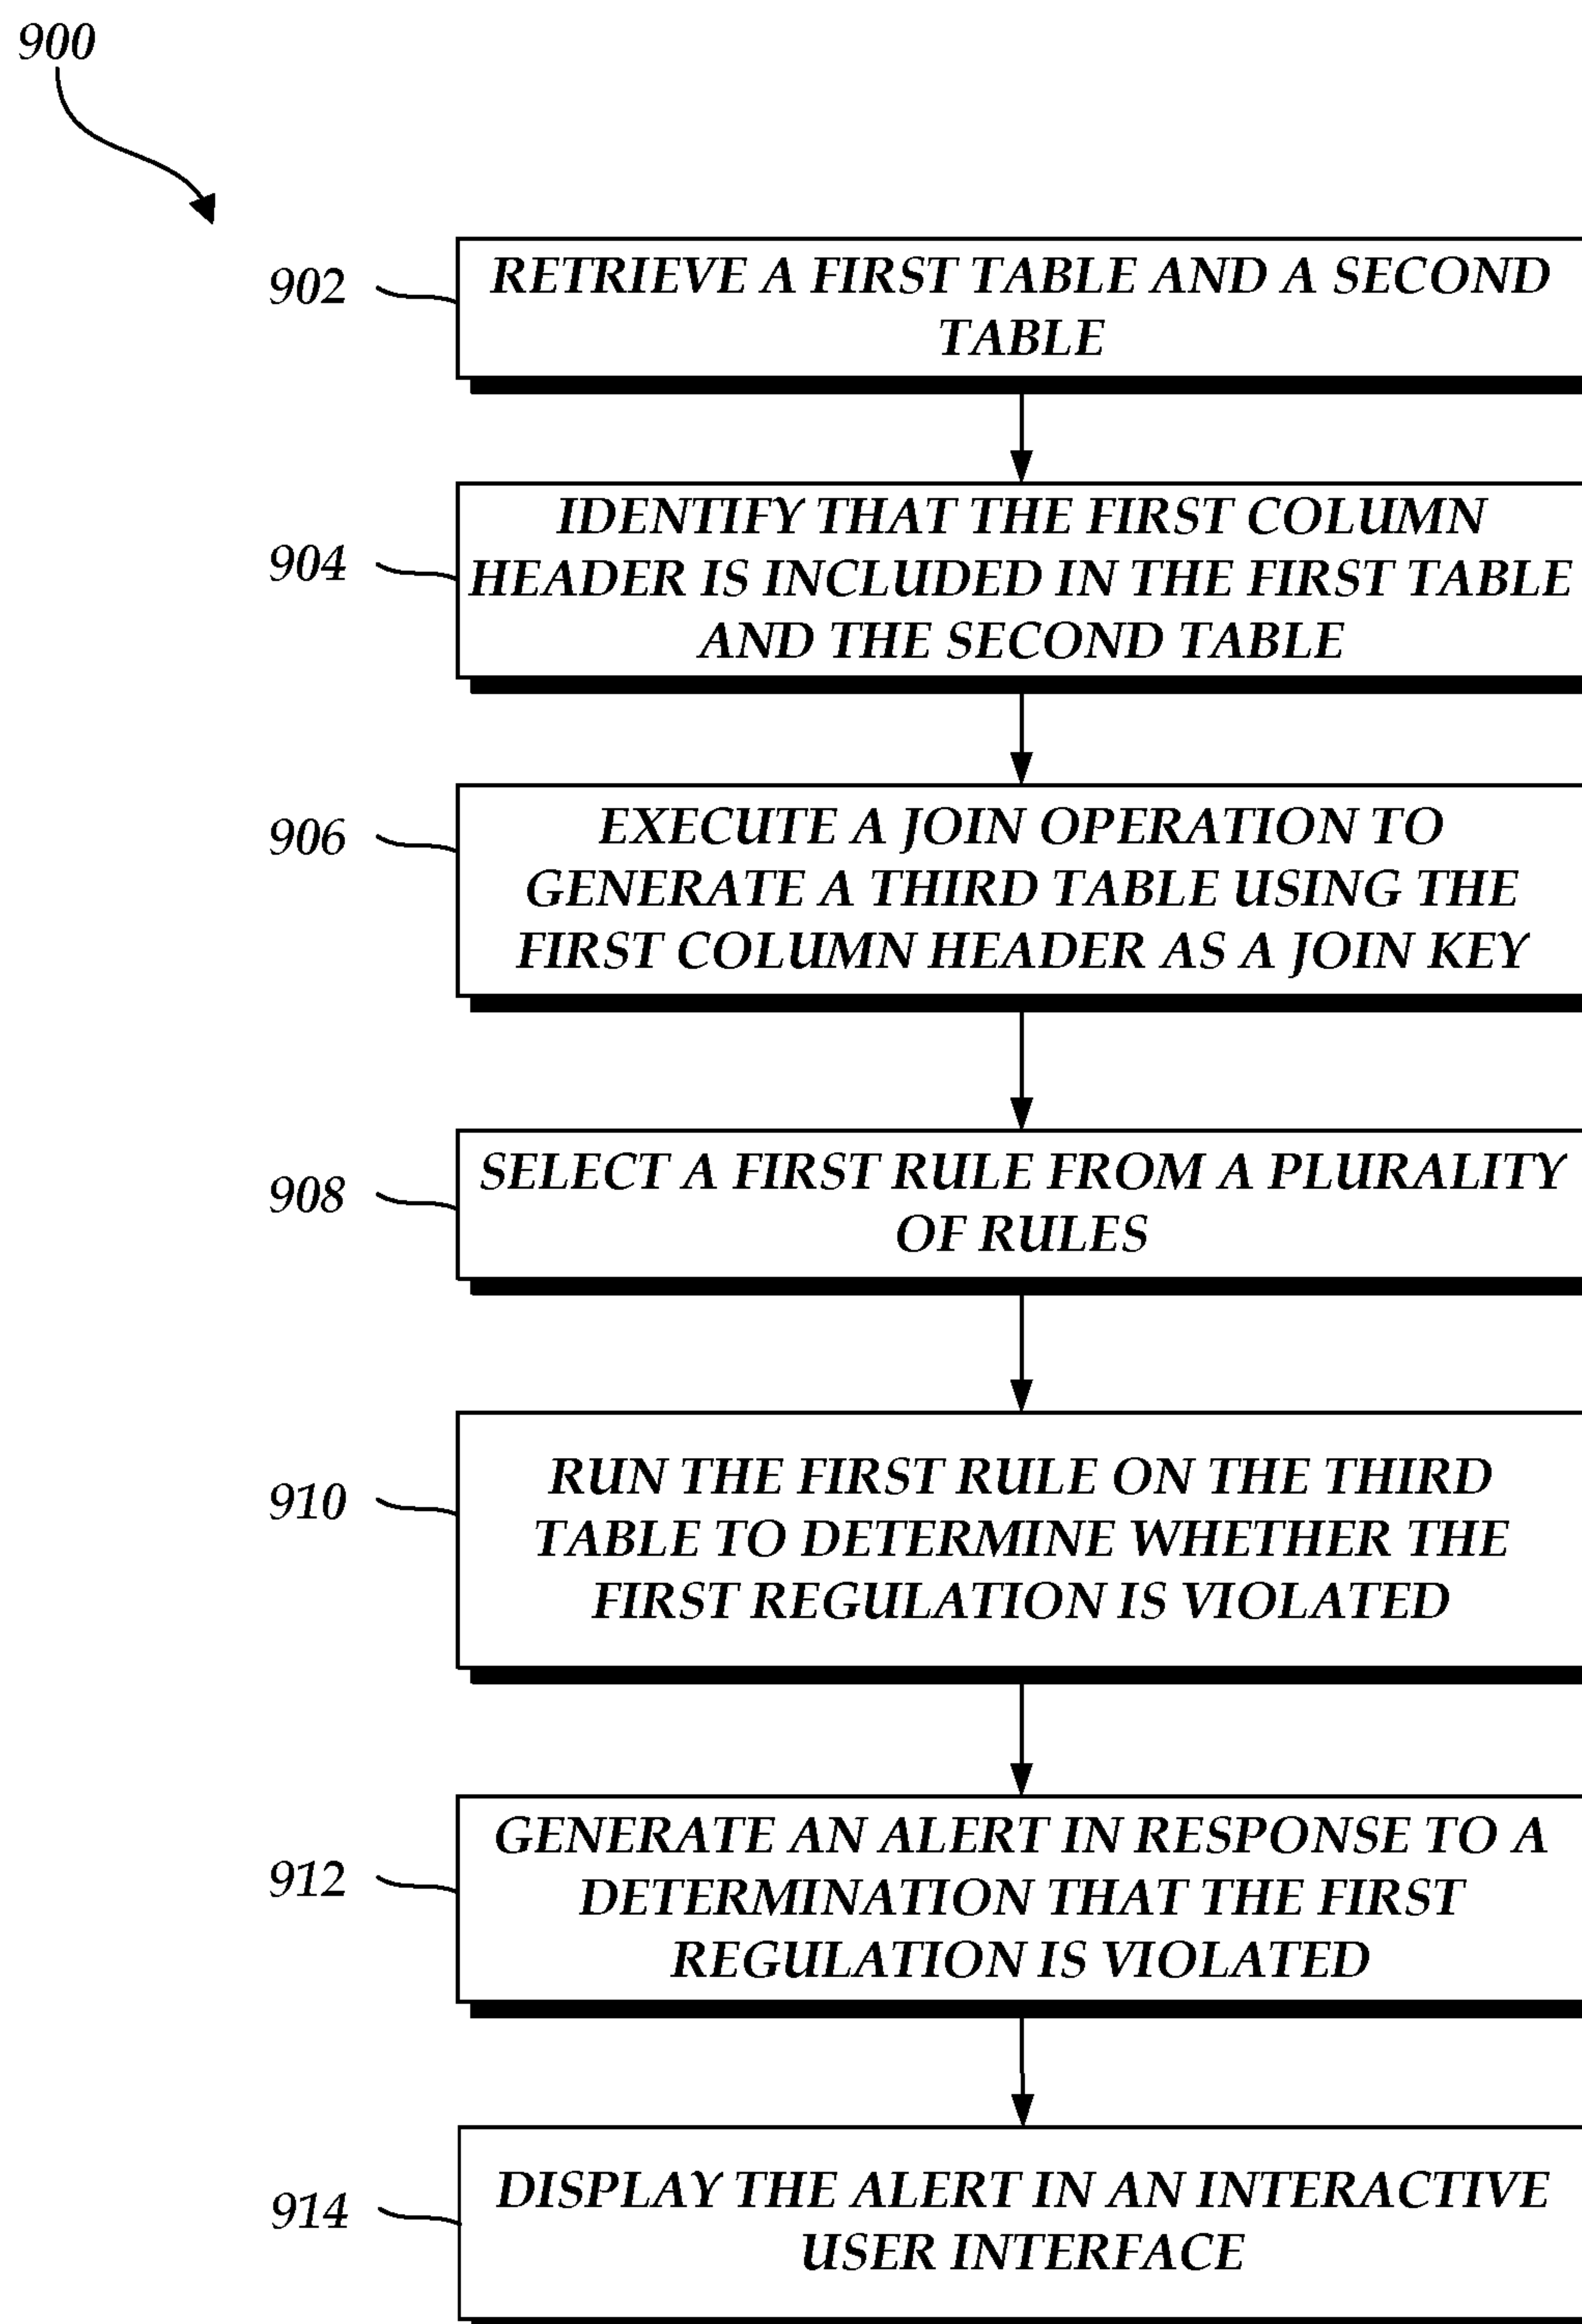 900
902
RETRIEVE A FIRST TABLE AND A SECOND
TABLE
904
IDENTIFY THAT THE FIRST COLUMN
HEADER IS INCLUDED IN THE FIRST TABLE
AND THE SECOND TABLE
906
EXECUTE A JOIN OPERATION TO
GENERATE A THIRD TABLE USING THE
FIRST COLUMN HEADER AS A JOIN KEY
908
SELECT A FIRST RULE FROM A PLURALITY
OF RULES
910
RUN THE FIRST RULE ON THE THIRD
TABLE TO DETERMINE WHETHER THE
FIRST REGULATION IS VIOLATED
912
GENERATE AN ALERT IN RESPONSE TO A
DETERMINATION THAT THE FIRST
REGULATION IS VIOLATED
914
DISPLAY THE ALERT IN AN INTERACTIVE
USER INTERFACE